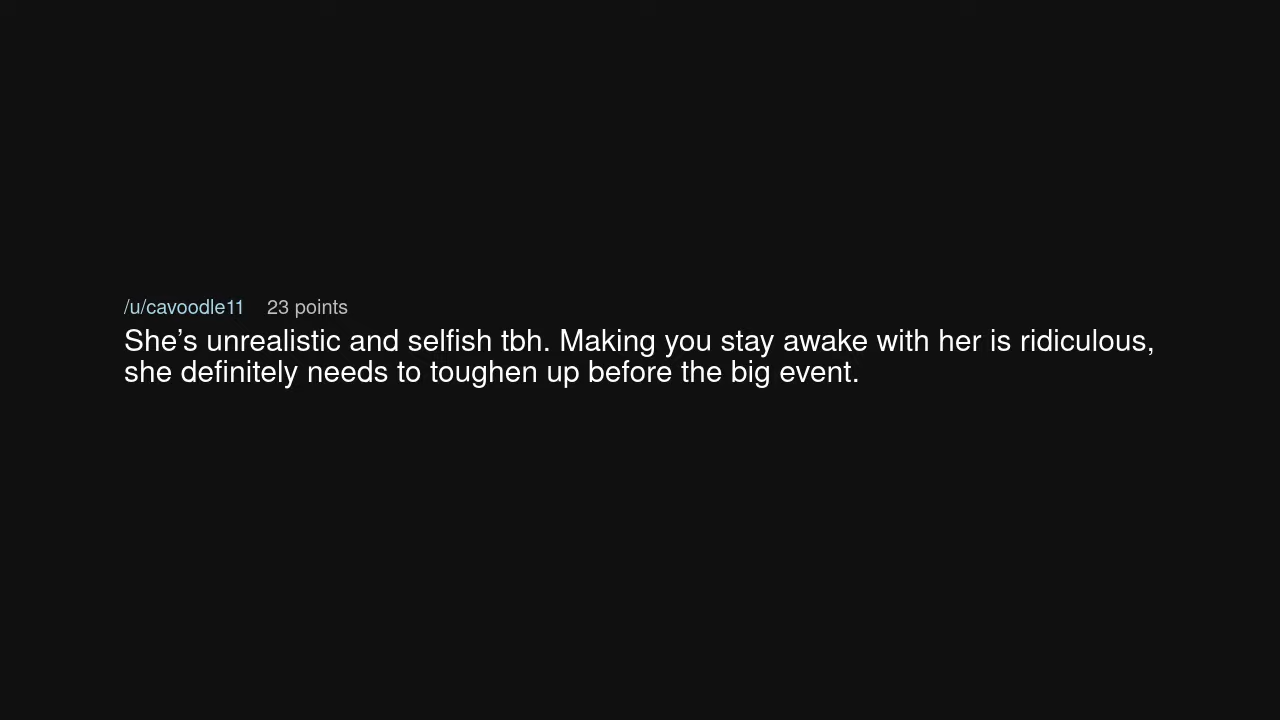 /u/cavoodle11 23 points
She’s unrealistic and selfish tbh. Making you stay awake with her is ridiculous,
she definitely needs to toughen up before the big event.